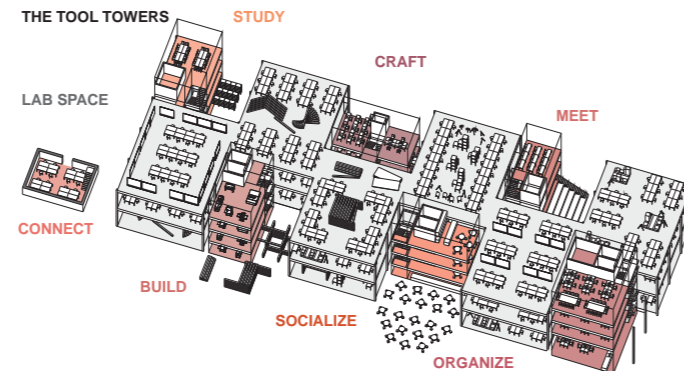 THE TOOL TOWERS
STUDY
CRAFT
LAB SPACE
MEET
CONNECT
BUILD
SOCIALIZE
ORGANIZE